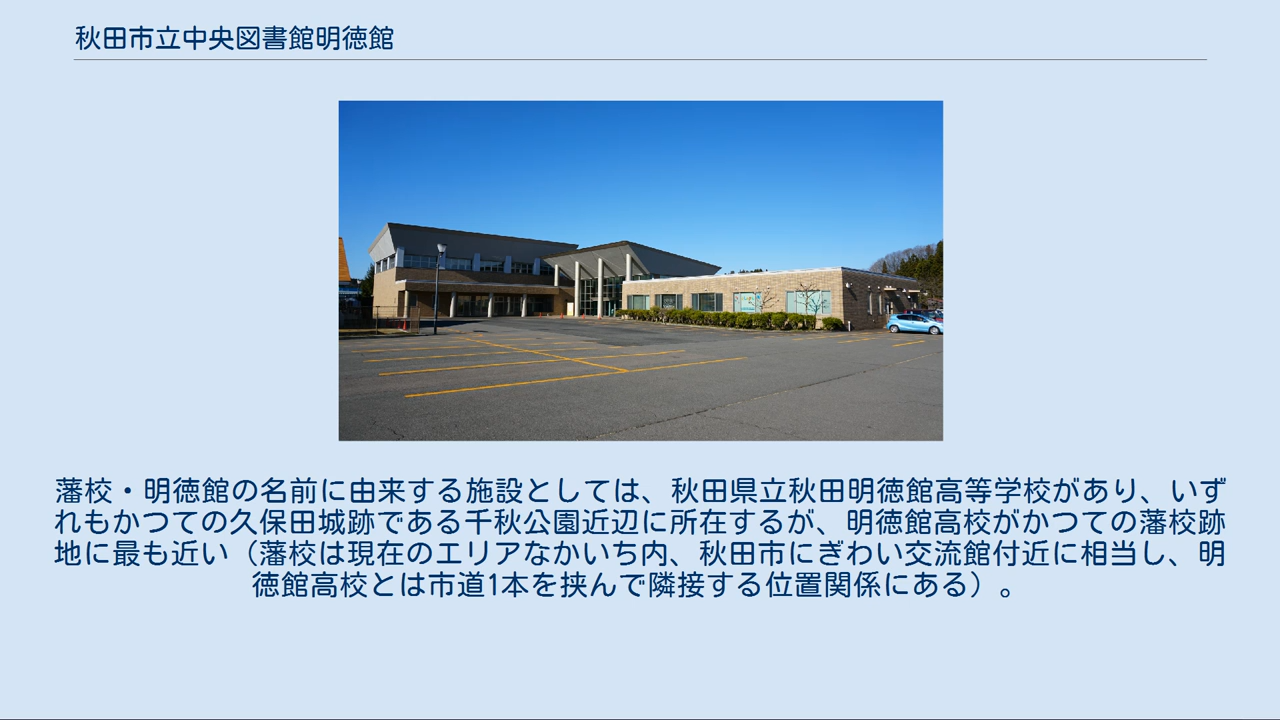 秋田市立中央図書館明徳館
藩校・明徳館の名前に由来する施設としては、秋田県立秋田明徳館高等学校があり、いず
れもかつての久保田城跡である千秋公園近辺に所在するが、明徳館高校がかつての藩校跡
地に最も近い（藩校は現在のエリアなかいち内、秋田市にぎわい交流館付近に相当し、明
徳館高校とは市道1本を挟んで隣接する位置関係にある）。